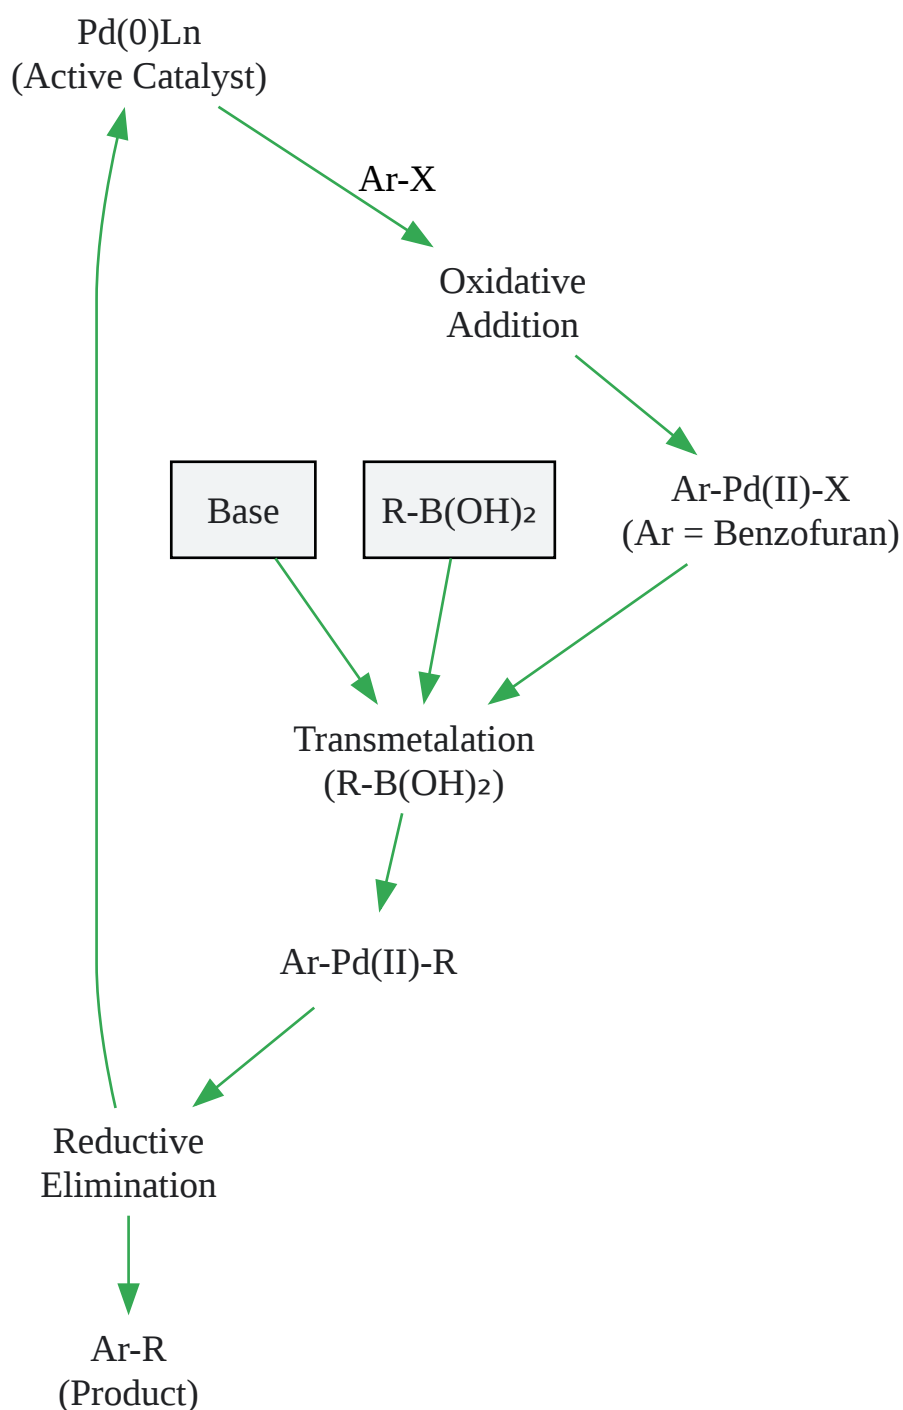 Pd(0)Ln
(Active Catalyst)
Ar-X
Oxidative
Addition
Base
R-B(OH)₂
Ar-Pd(II)-X
(Ar = Benzofuran)
Transmetalation
(R-B(OH)₂)
Ar-Pd(II)-R
Reductive
Elimination
Ar-R
(Product)